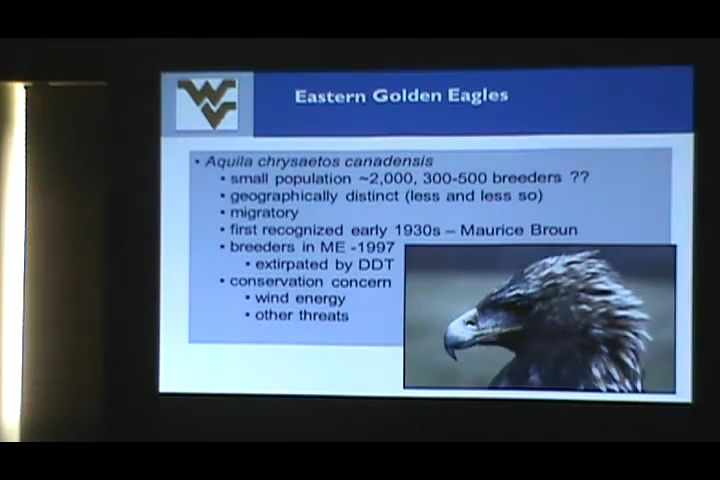 WV
Eastern Golden Eagles
• Aquila chrysaetos canadensis
• small population ~2,000, 300-500 breeders ??
• geographically distinct (less and less so)
• migratory
• first recognized early 1930s – Maurice Broun
• breeders in ME -1997
• extirpated by DDT
• conservation concern
• wind energy
• other threats